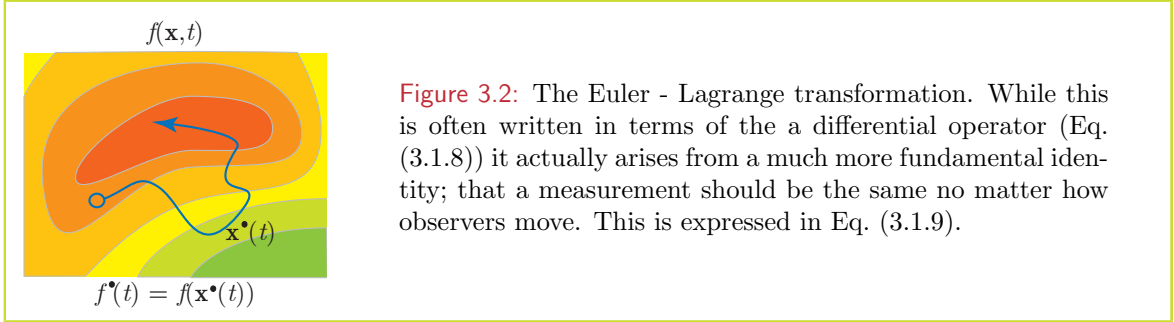 f(x,t)
x•(t)
f•(t) = f(x•(t))
Figure 3.2: The Euler - Lagrange transformation. While this
is often written in terms of the a differential operator (Eq.
(3.1.8)) it actually arises from a much more fundamental iden-
tity; that a measurement should be the same no matter how
observers move. This is expressed in Eq. (3.1.9).